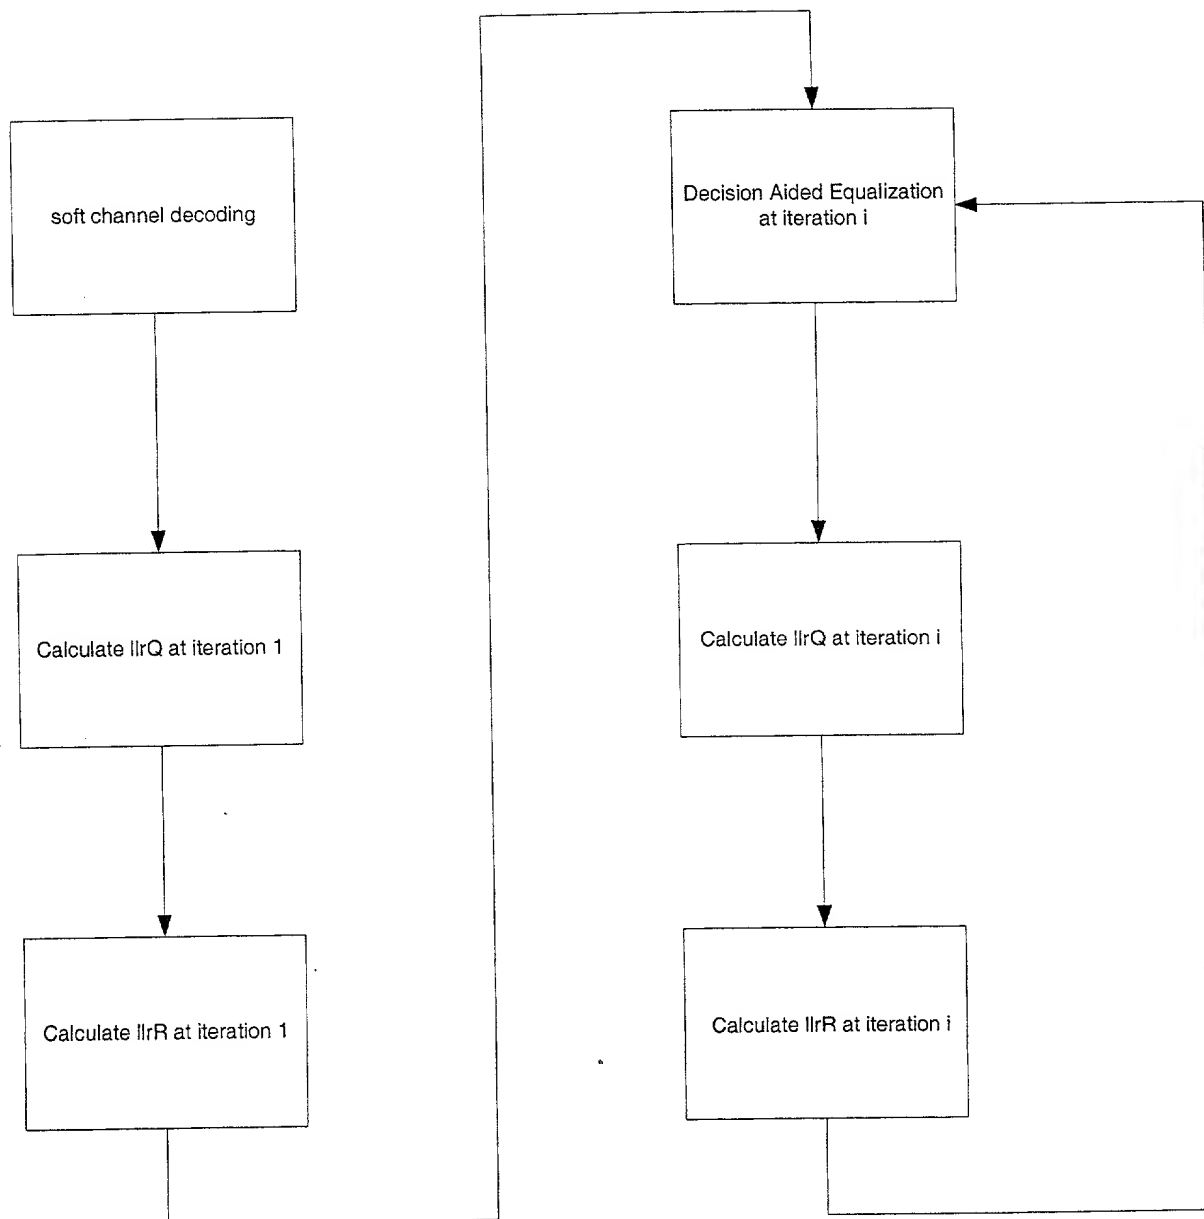 soft channel decoding
Calculate llrQ at iteration 1
Calculate llrR at iteration 1
Decision Aided Equalization
at iteration i
Calculate llrQ at iteration i
Calculate llrR at iteration i